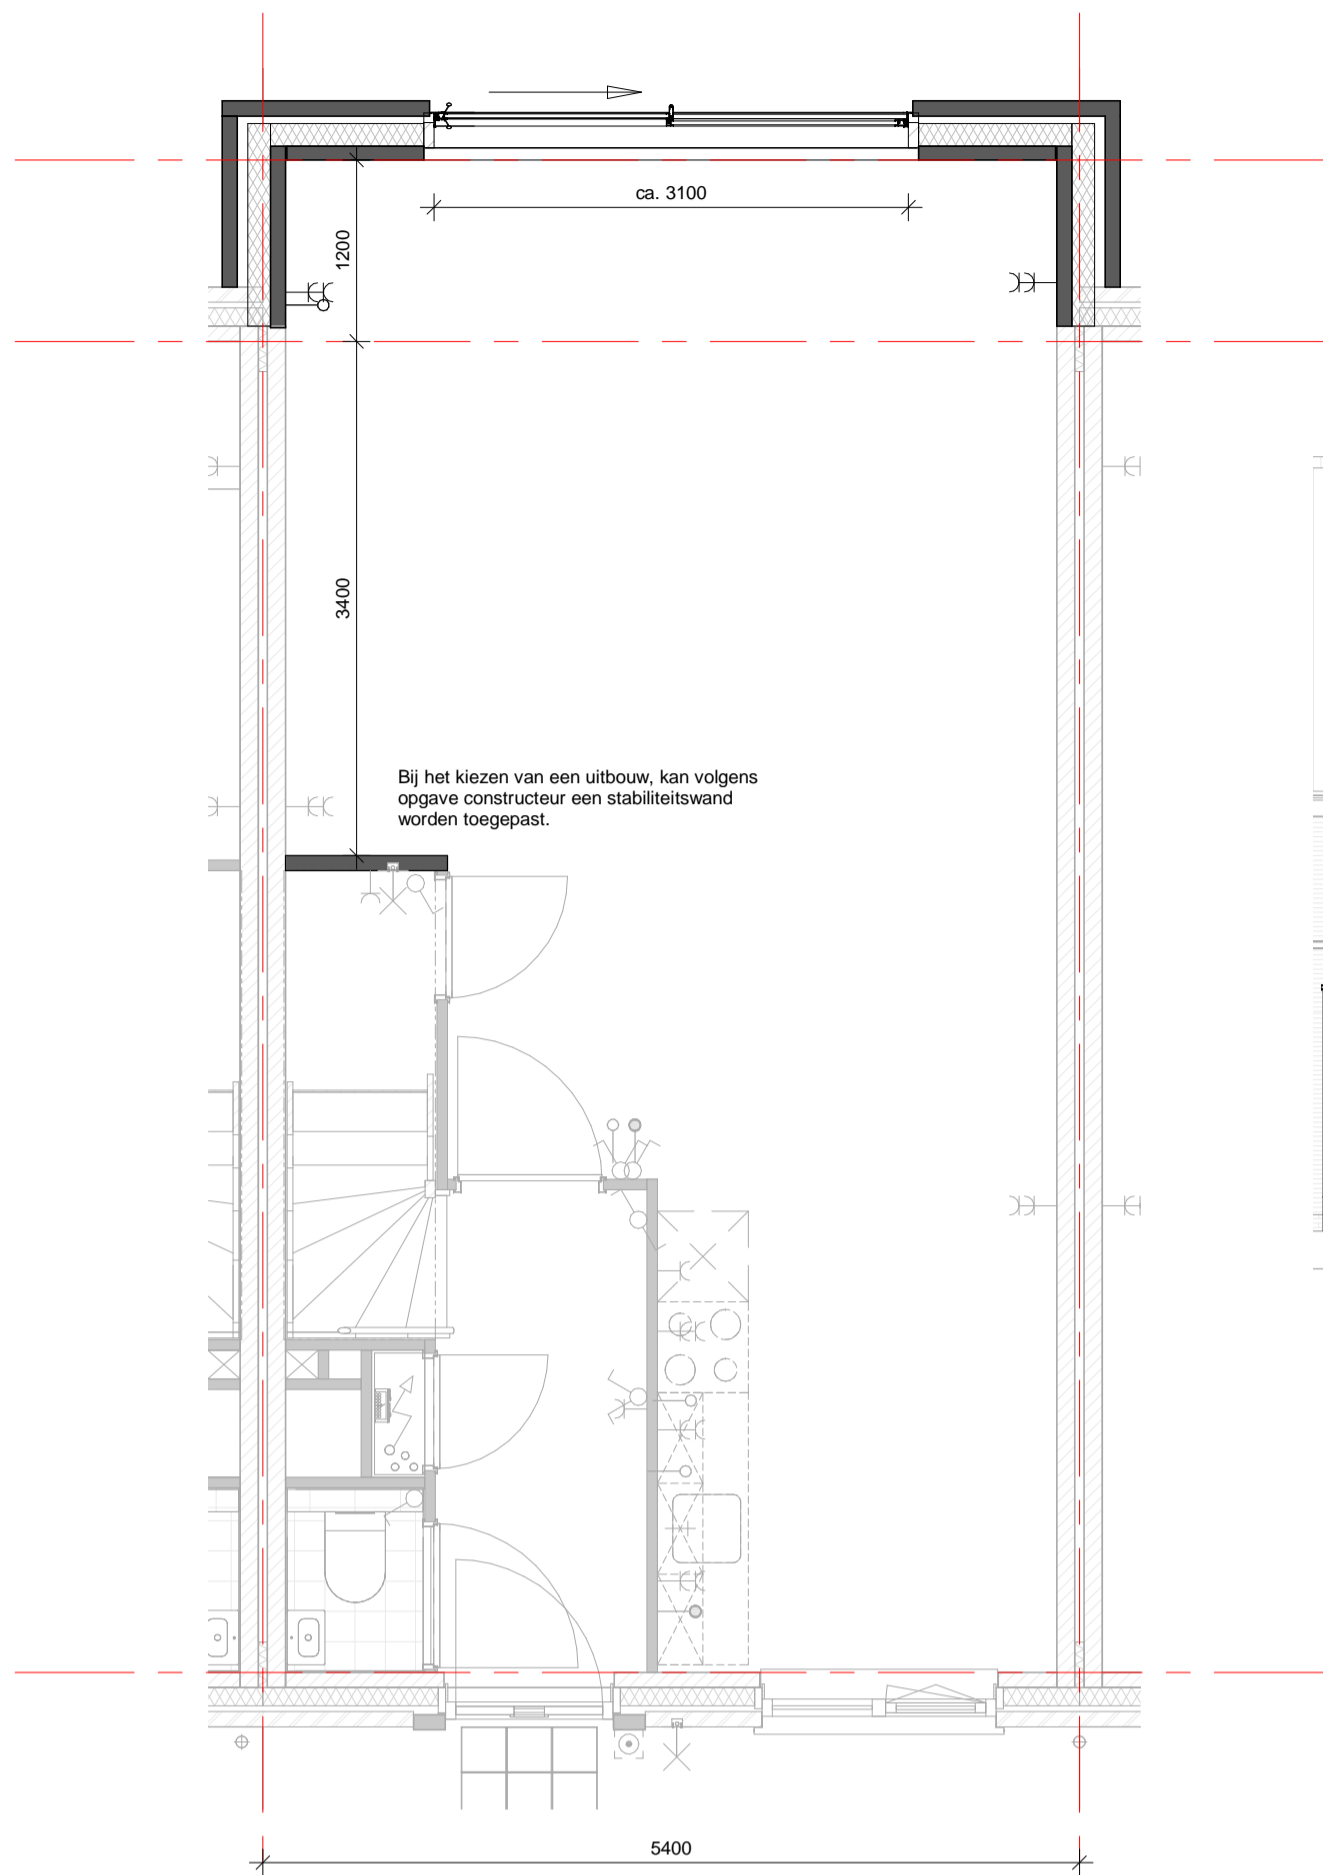 ca. 3100
1200
3400
Bij het kiezen van een uitbouw, kan volgens
opgave constructeur een stabiliteitswand
worden toegepast.
5400